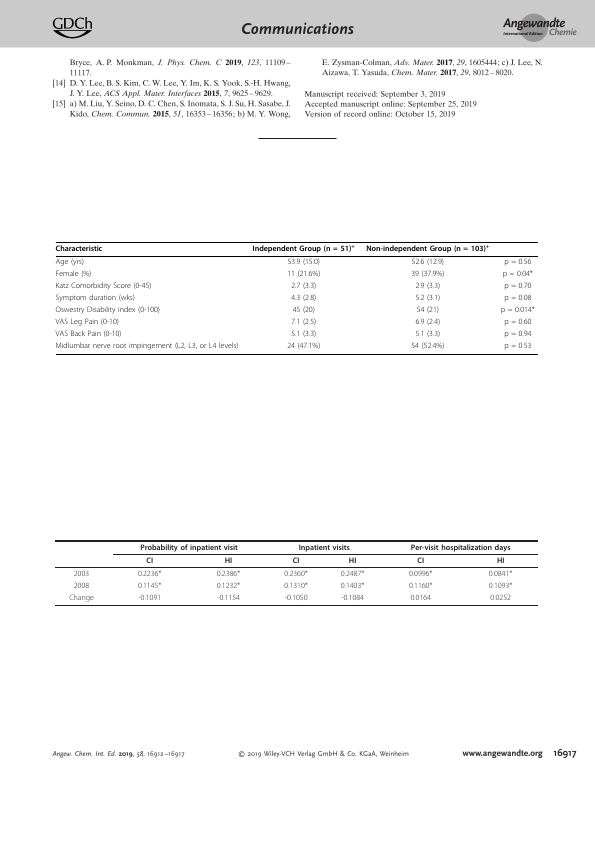 GDCh
Communications
Angewandte
International Edition Chemie
Bryce, A. P. Monkman, J. Phys. Chem. C 2019, 123, 11109–
11117.
[14] D. Y. Lee, B. S. Kim, C. W. Lee, Y. Im, K. S. Yook, S.-H. Hwang,
J. Y. Lee, ACS Appl. Mater. Interfaces 2015, 7, 9625–9629.
[15] a) M. Liu, Y. Seino, D. C. Chen, S. Inomata, S. J. Su, H. Sasabe, J.
Kido, Chem. Commun. 2015, 51, 16353–16356; b) M. Y. Wong,
E. Zysman-Colman, Adv. Mater. 2017, 29, 1605444; c) J. Lee, N.
Aizawa, T. Yasuda, Chem. Mater. 2017, 29, 8012–8020.
Manuscript received: September 3, 2019
Accepted manuscript online: September 25, 2019
Version of record online: October 15, 2019
Characteristic Independent Group (n = 51)+ Non-independent Group (n = 103)+
Age (yrs) 53.9 (15.0) 52.6 (12.9) p = 0.56
Female (%) 11 (21.6%) 39 (37.9%) p = 0.04*
Katz Comorbidity Score (0-45) 2.7 (3.3) 2.9 (3.3) p = 0.70
Symptom duration (wks) 4.3 (2.8) 5.2 (3.1) p = 0.08
Oswestry Disability index (0-100) 45 (20) 54 (21) p = 0.014*
VAS Leg Pain (0-10) 7.1 (2.5) 6.9 (2.4) p = 0.60
VAS Back Pain (0-10) 5.1 (3.3) 5.1 (3.3) p = 0.94
Midlumbar nerve root impingement (L2, L3, or L4 levels) 24 (47.1%) 54 (52.4%) p = 0.53
Probability of inpatient visit Inpatient visits Per-visit hospitalization days
CI HI CI HI CI HI
2003 0.2236* 0.2386* 0.2360* 0.2487* 0.0996* 0.0841*
2008 0.1145* 0.1232* 0.1310* 0.1403* 0.1160* 0.1093*
Change -0.1091 -0.1154 -0.1050 -0.1084 0.0164 0.0252
Angew. Chem. Int. Ed. 2019, 58, 16912–16917 © 2019 Wiley-VCH Verlag GmbH & Co. KGaA, Weinheim www.angewandte.org 16917